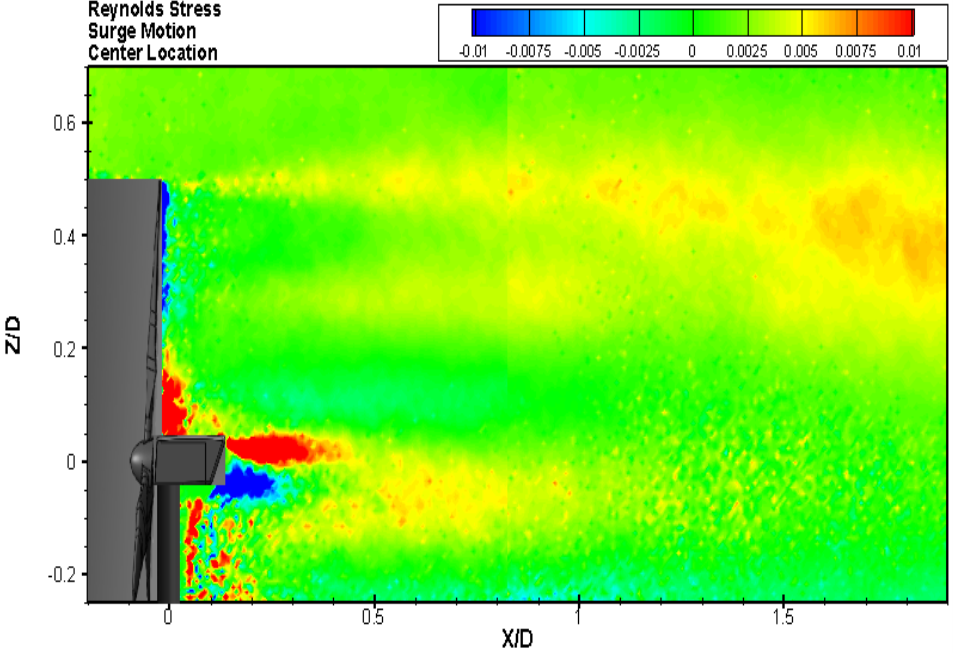 Reynolds Stress
Surge Motion
Center Location
-0.01 -0.0075 -0.005 -0.0025 0 0.0025 0.005 0.0075 0.01
0.6
0.4
0.2
0
-0.2
Z/D
0 0.5 1 1.5
X/D